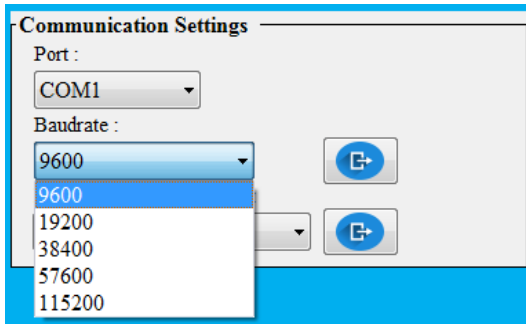 Communication Settings
Port :
COM1
Baudrate :
9600
9600
19200
38400
57600
115200